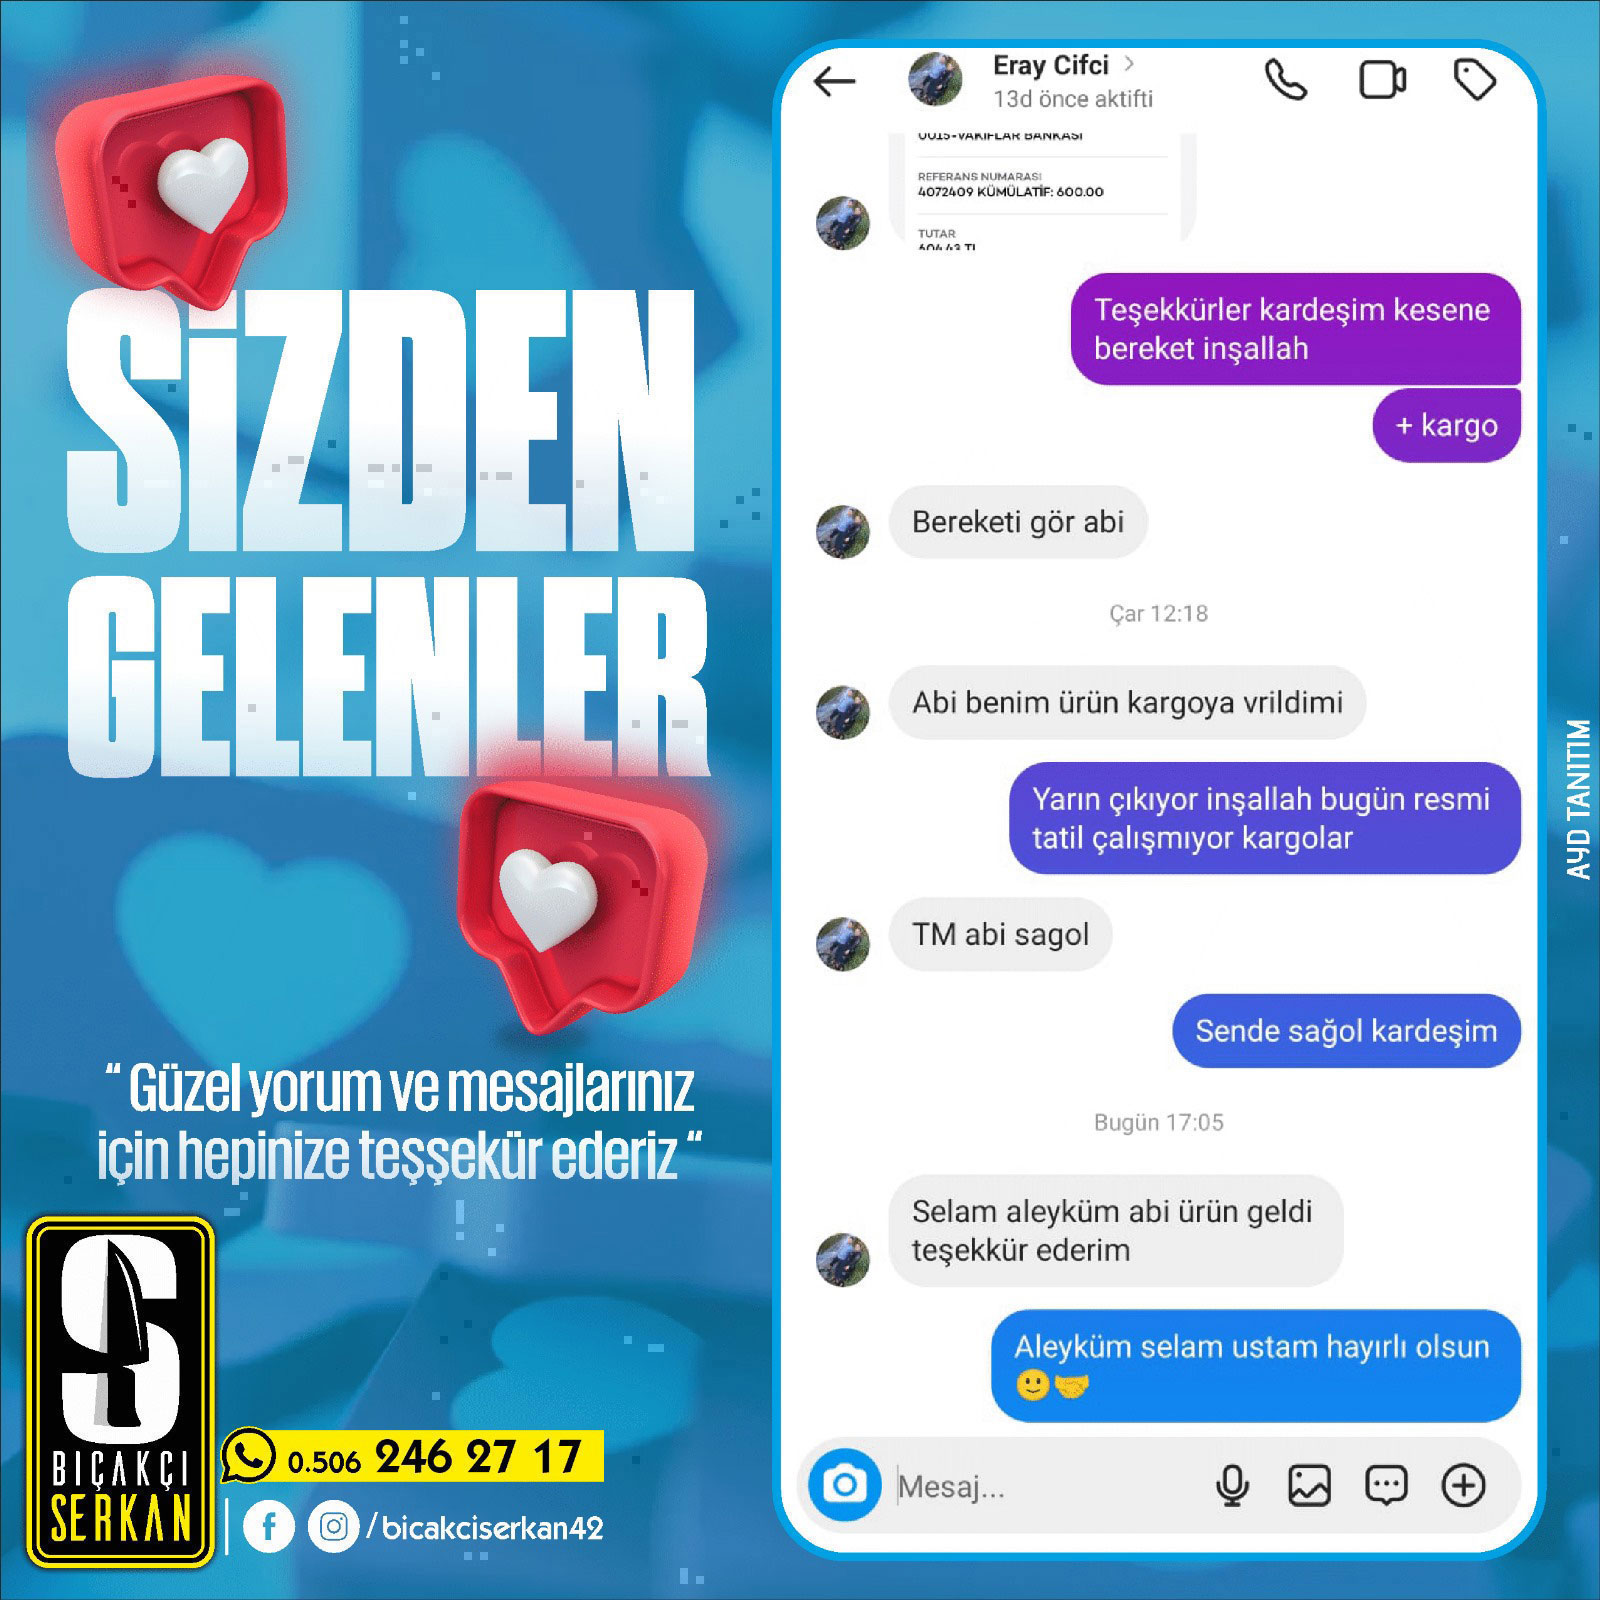 SİZDEN
GELENLER
“ Güzel yorum ve mesajlarınız
için hepinize teşşekür ederiz “
BIÇAKÇI
SERKAN
0.506 246 27 17
/bicakciserkan42
Eray Cifci
13d önce aktifti
0015-VAKIFLAR BANKASI
REFERANS NUMARASI
4072409 KÜMÜLATİF: 600.00
TUTAR
604.43 TL
Teşekkürler kardeşim kesene
bereket inşallah
+ kargo
Bereketi gör abi
Çar 12:18
Abi benim ürün kargoya vrildimi
Yarın çıkıyor inşallah bugün resmi
tatil çalışmıyor kargolar
TM abi sagol
Sende sağol kardeşim
Bugün 17:05
Selam aleyküm abi ürün geldi
teşekkür ederim
Aleyküm selam ustam hayırlı olsun
🙂🤝
Mesaj...
AYD TANITIM